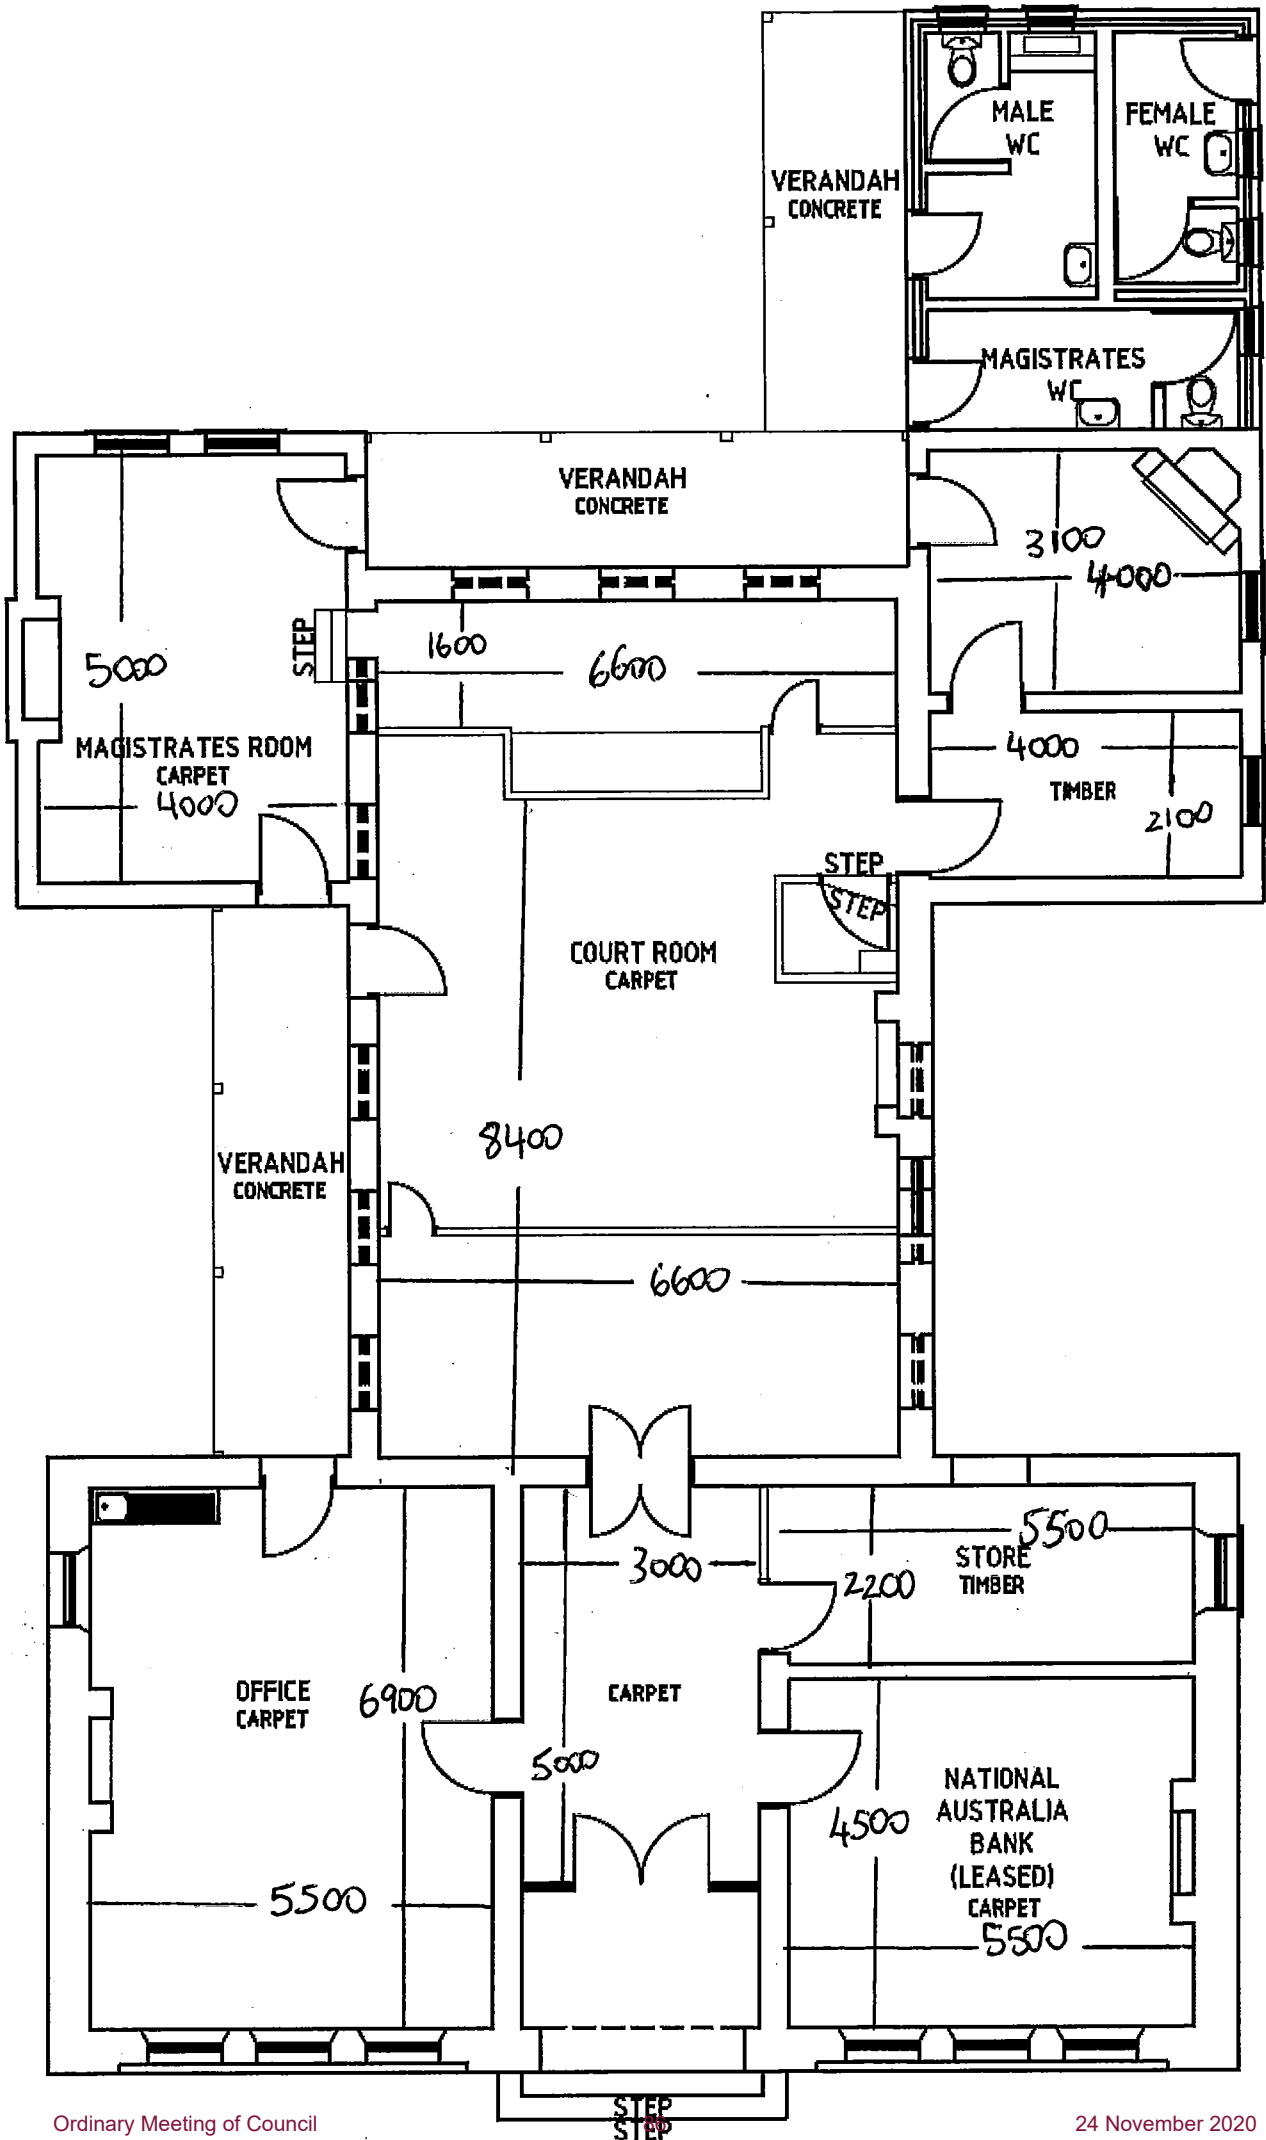 MALE
WC
FEMALE
WC
VERANDAH
CONCRETE
MAGISTRATES
WC
VERANDAH
CONCRETE
3100
4000
STEP
1600
6600
5000
MAGISTRATES ROOM
CARPET
4000
4000
TIMBER
2100
STEP
STEP
COURT ROOM
CARPET
8400
VERANDAH
CONCRETE
6600
5500
STORE
TIMBER
3000
2200
OFFICE
CARPET
6900
CARPET
5000
NATIONAL
AUSTRALIA
BANK
(LEASED)
CARPET
4500
5500
5500
STEP
STEP
Ordinary Meeting of Council
24 November 2020